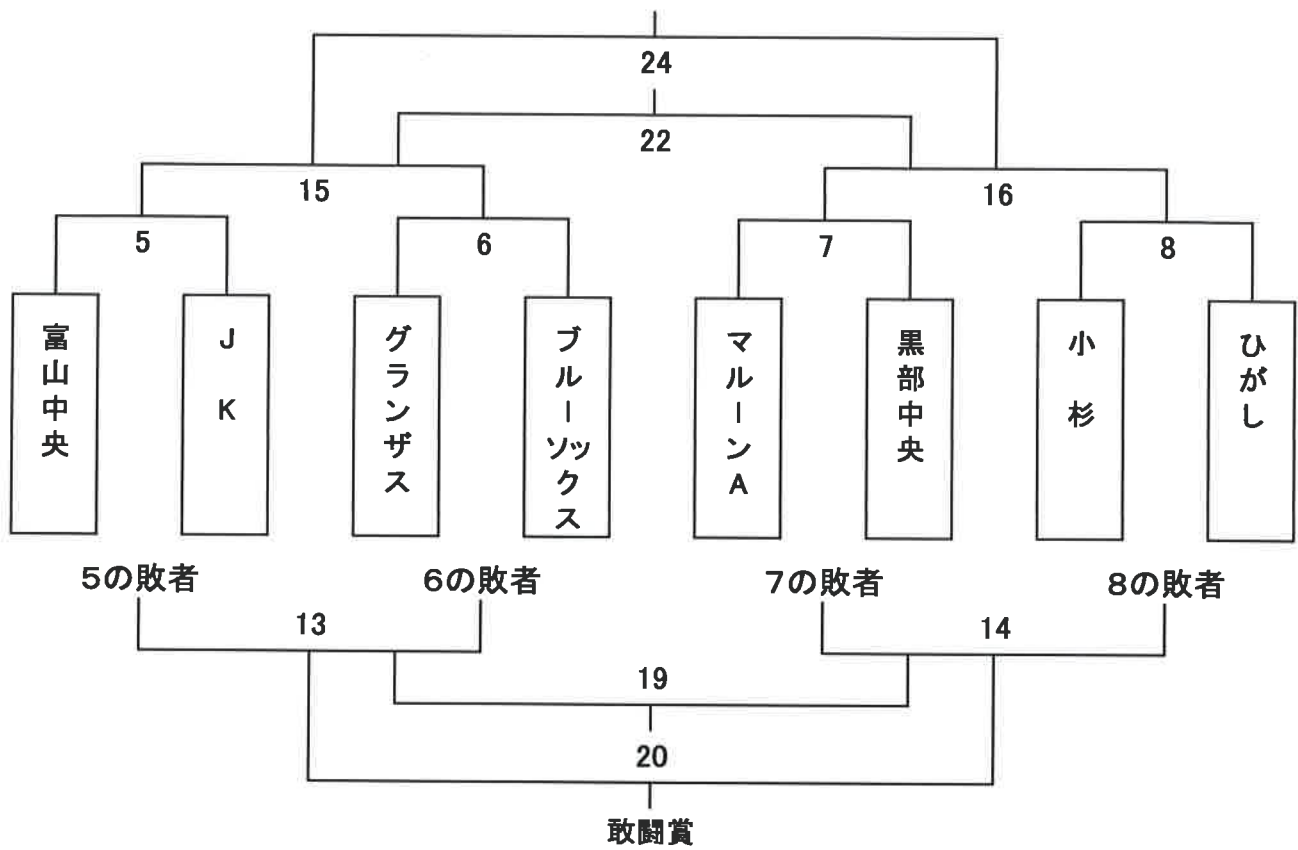 24
22
15
16
5
6
7
8
富山中央
J K
グランザス
ブルーソックス
マルーンA
黒部中央
小 杉
ひがし
5の敗者
6の敗者
7の敗者
8の敗者
13
14
19
20
敢闘賞